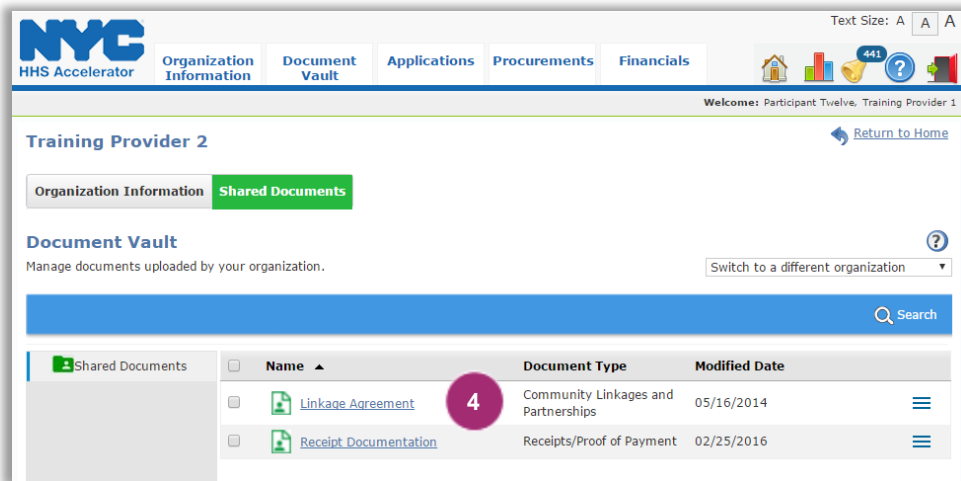 Text Size: A A A
NYC
HHS Accelerator
Organization Information
Document Vault
Applications
Procurements
Financials
441
?
Welcome: Participant Twelve, Training Provider 1
Training Provider 2
Return to Home
Organization Information
Shared Documents
Document Vault
?
Manage documents uploaded by your organization.
Switch to a different organization
Search
Shared Documents
Name
Document Type
Modified Date
Linkage Agreement
4
Community Linkages and
Partnerships
05/16/2014
Receipt Documentation
Receipts/Proof of Payment
02/25/2016